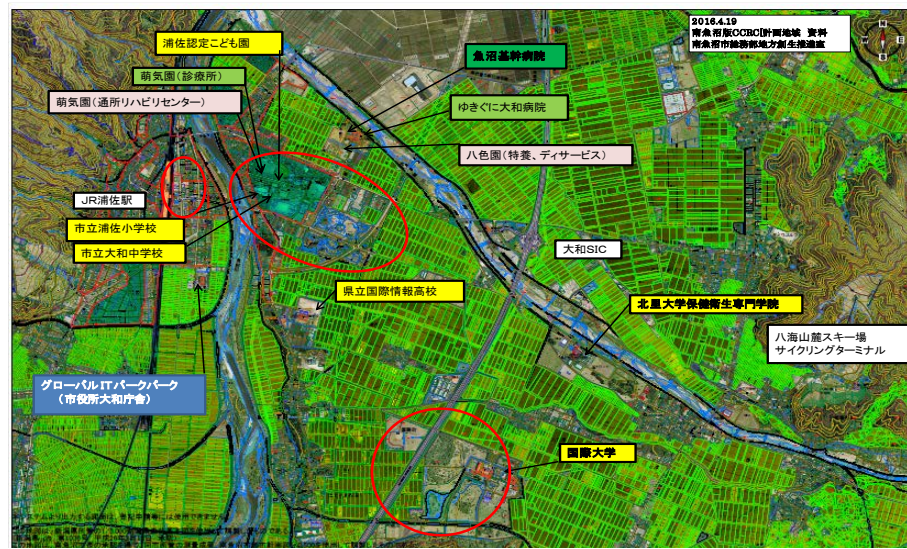 2016.4.19
南魚沼版CCRC計画地域 資料
南魚沼市総務部地方創生推進室
浦佐認定こども園
魚沼基幹病院
萌気園(診療所)
萌気園(通所リハビリセンター)
ゆきぐに大和病院
八色園(特養、ディサービス)
JR浦佐駅
市立浦佐小学校
市立大和中学校
大和SIC
県立国際情報高校
北里大学保健衛生専門学院
八海山麓スキー場
サイクリングターミナル
グローバルITパークパーク
(市役所大和庁舎)
国際大学